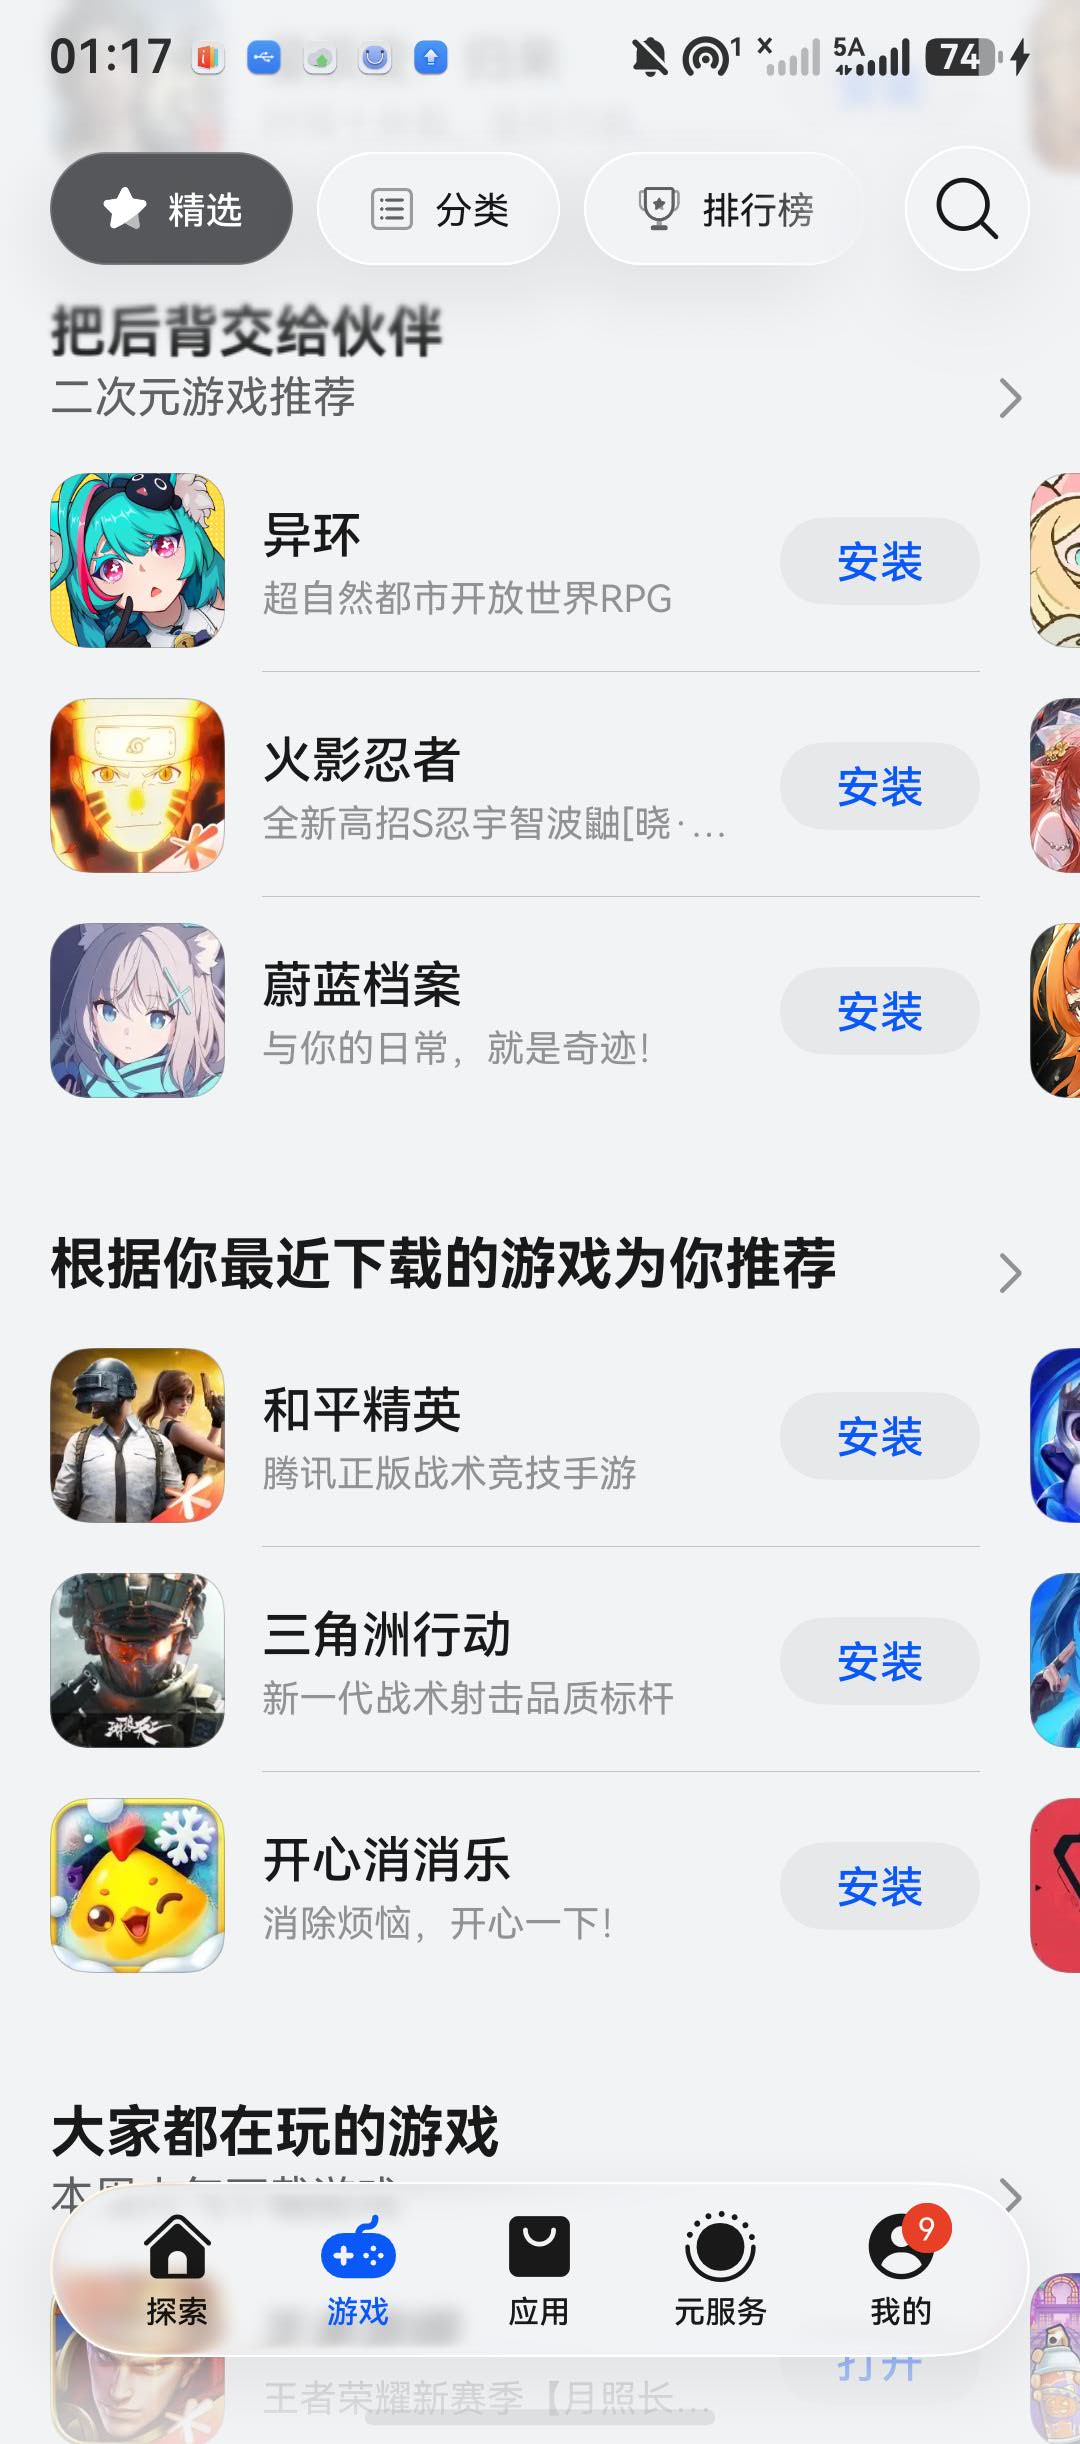 01:17
1
5A
74
精选
分类
排行榜
把后背交给伙伴
二次元游戏推荐
异环
超自然都市开放世界RPG
安装
火影忍者
全新高招S忍宇智波鼬[晓·...
安装
蔚蓝档案
与你的日常，就是奇迹！
安装
根据你最近下载的游戏为你推荐
和平精英
腾讯正版战术竞技手游
安装
三角洲行动
新一代战术射击品质标杆
安装
开心消消乐
消除烦恼，开心一下！
安装
大家都在玩的游戏
探索
游戏
应用
元服务
我的
9
打开
王者荣耀新赛季【月照长...